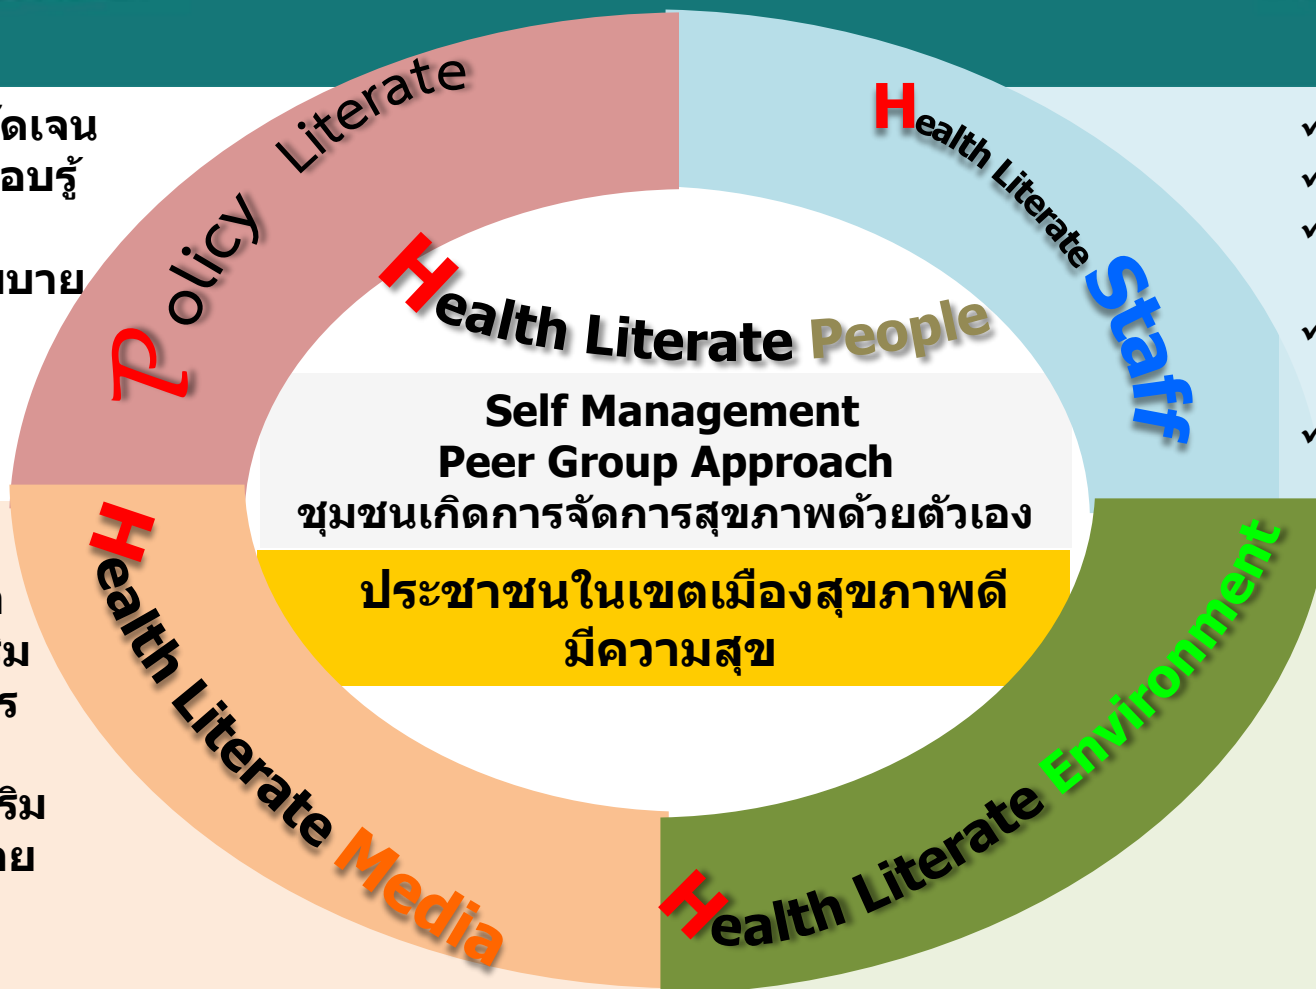 Policy Literate
Health Literate Staff
Health Literate People
Self Management
Peer Group Approach
ชุมชนเกิดการจัดการสุขภาพด้วยตัวเอง
ประชาชนในเขตเมืองสุขภาพดี
มีความสุข
Health Literate Media
Health Literate Environment